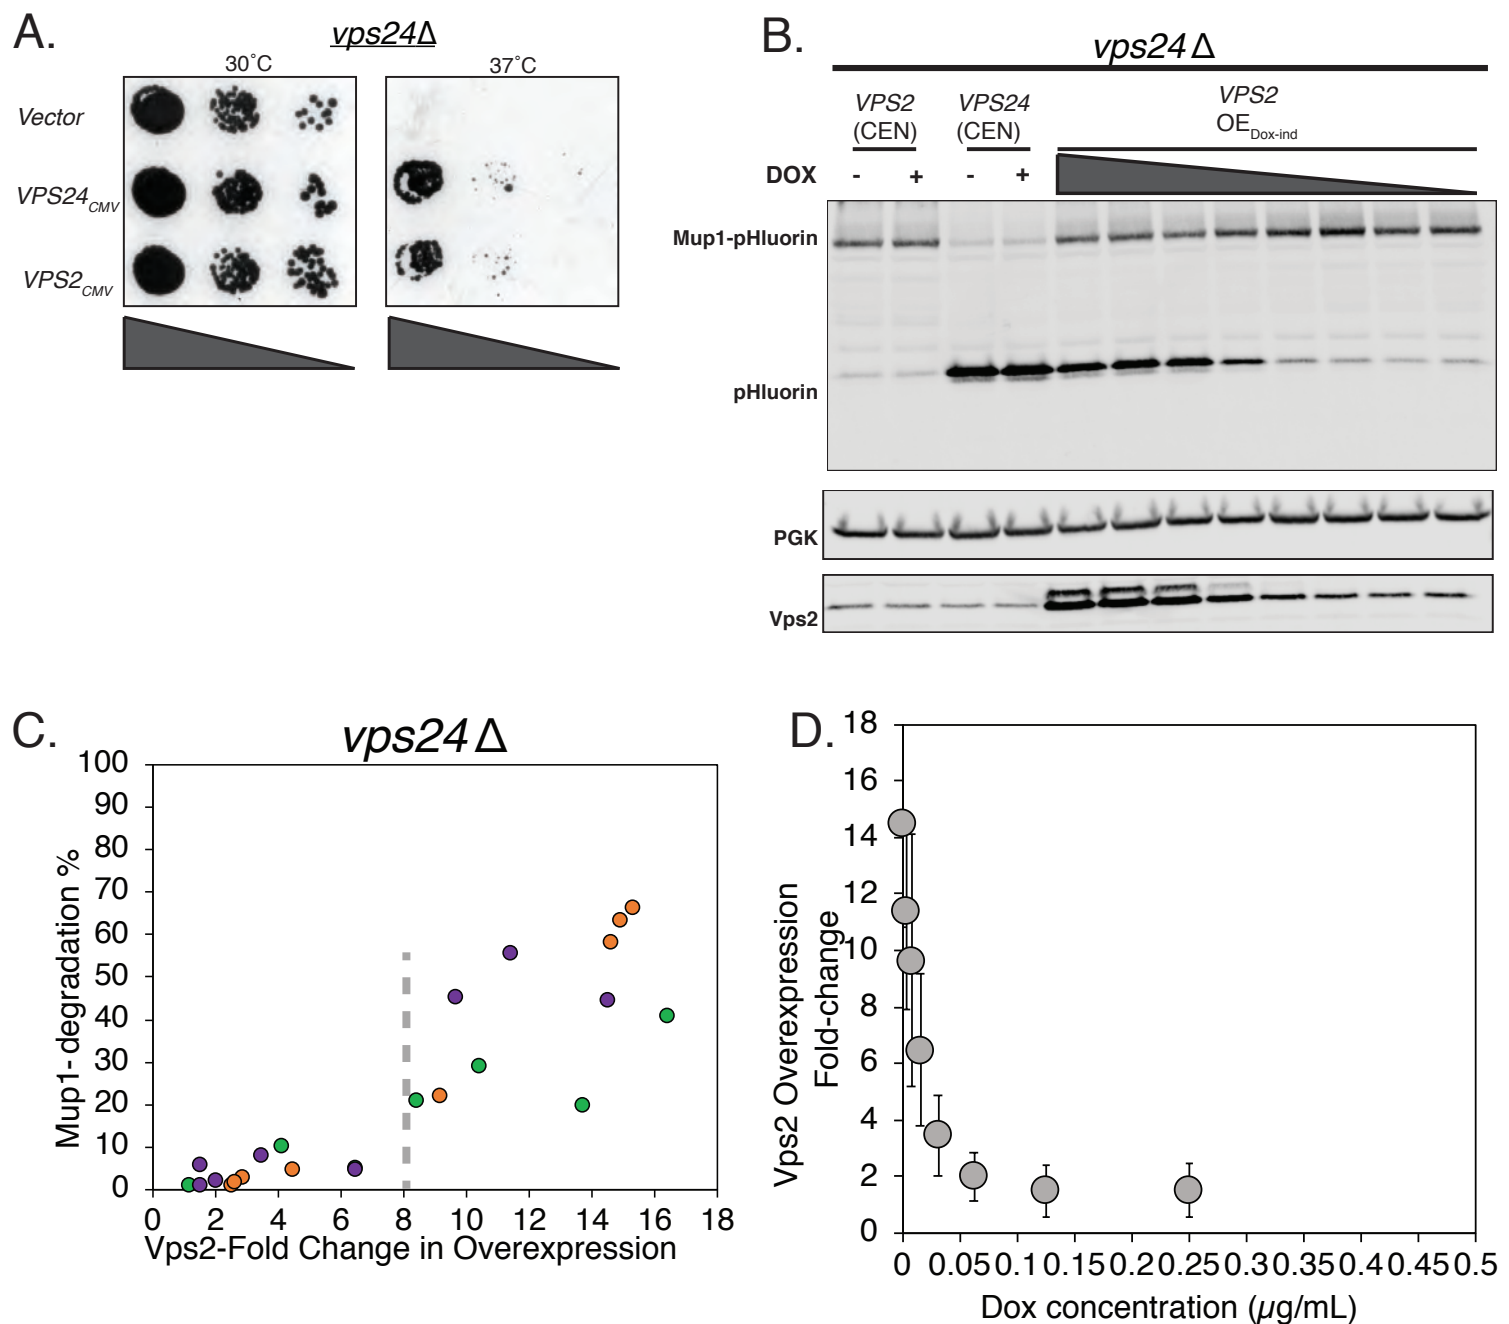 A.
vps24Δ
30°C
37°C
Vector
VPS24CMV
VPS2CMV
B.
vps24Δ
VPS2
(CEN)
VPS24
(CEN)
VPS2
OEDox-ind
DOX
-
+
-
+
Mup1-pHluorin
pHluorin
PGK
Vps2
C.
vps24Δ
100
90
80
70
60
50
40
30
20
10
0
Mup1-degradation %
0 2 4 6 8 10 12 14 16 18
Vps2-Fold Change in Overexpression
D.
18
16
14
12
10
8
6
4
2
0
Vps2 Overexpression
Fold-change
0 0.05 0.1 0.15 0.2 0.25 0.3 0.35 0.4 0.45 0.5
Dox concentration (µg/mL)